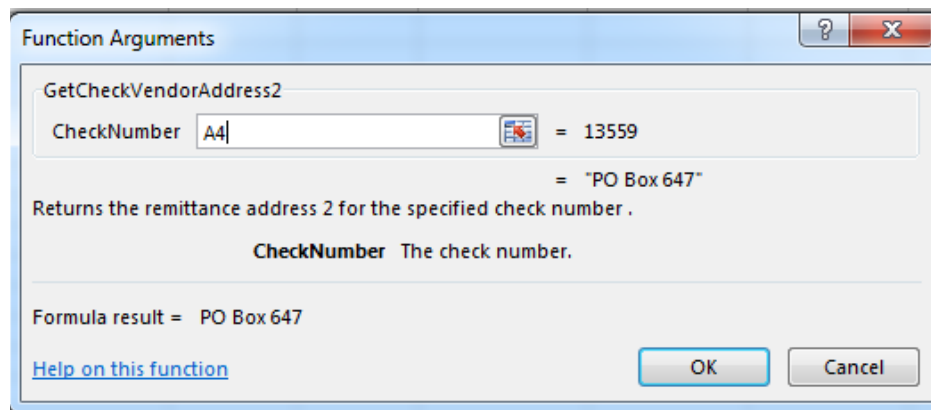 Function Arguments
?
X
GetCheckVendorAddress2
CheckNumber A4 = 13559
= "PO Box 647"
Returns the remittance address 2 for the specified check number .
CheckNumber The check number.
Formula result = PO Box 647
Help on this function
OK Cancel